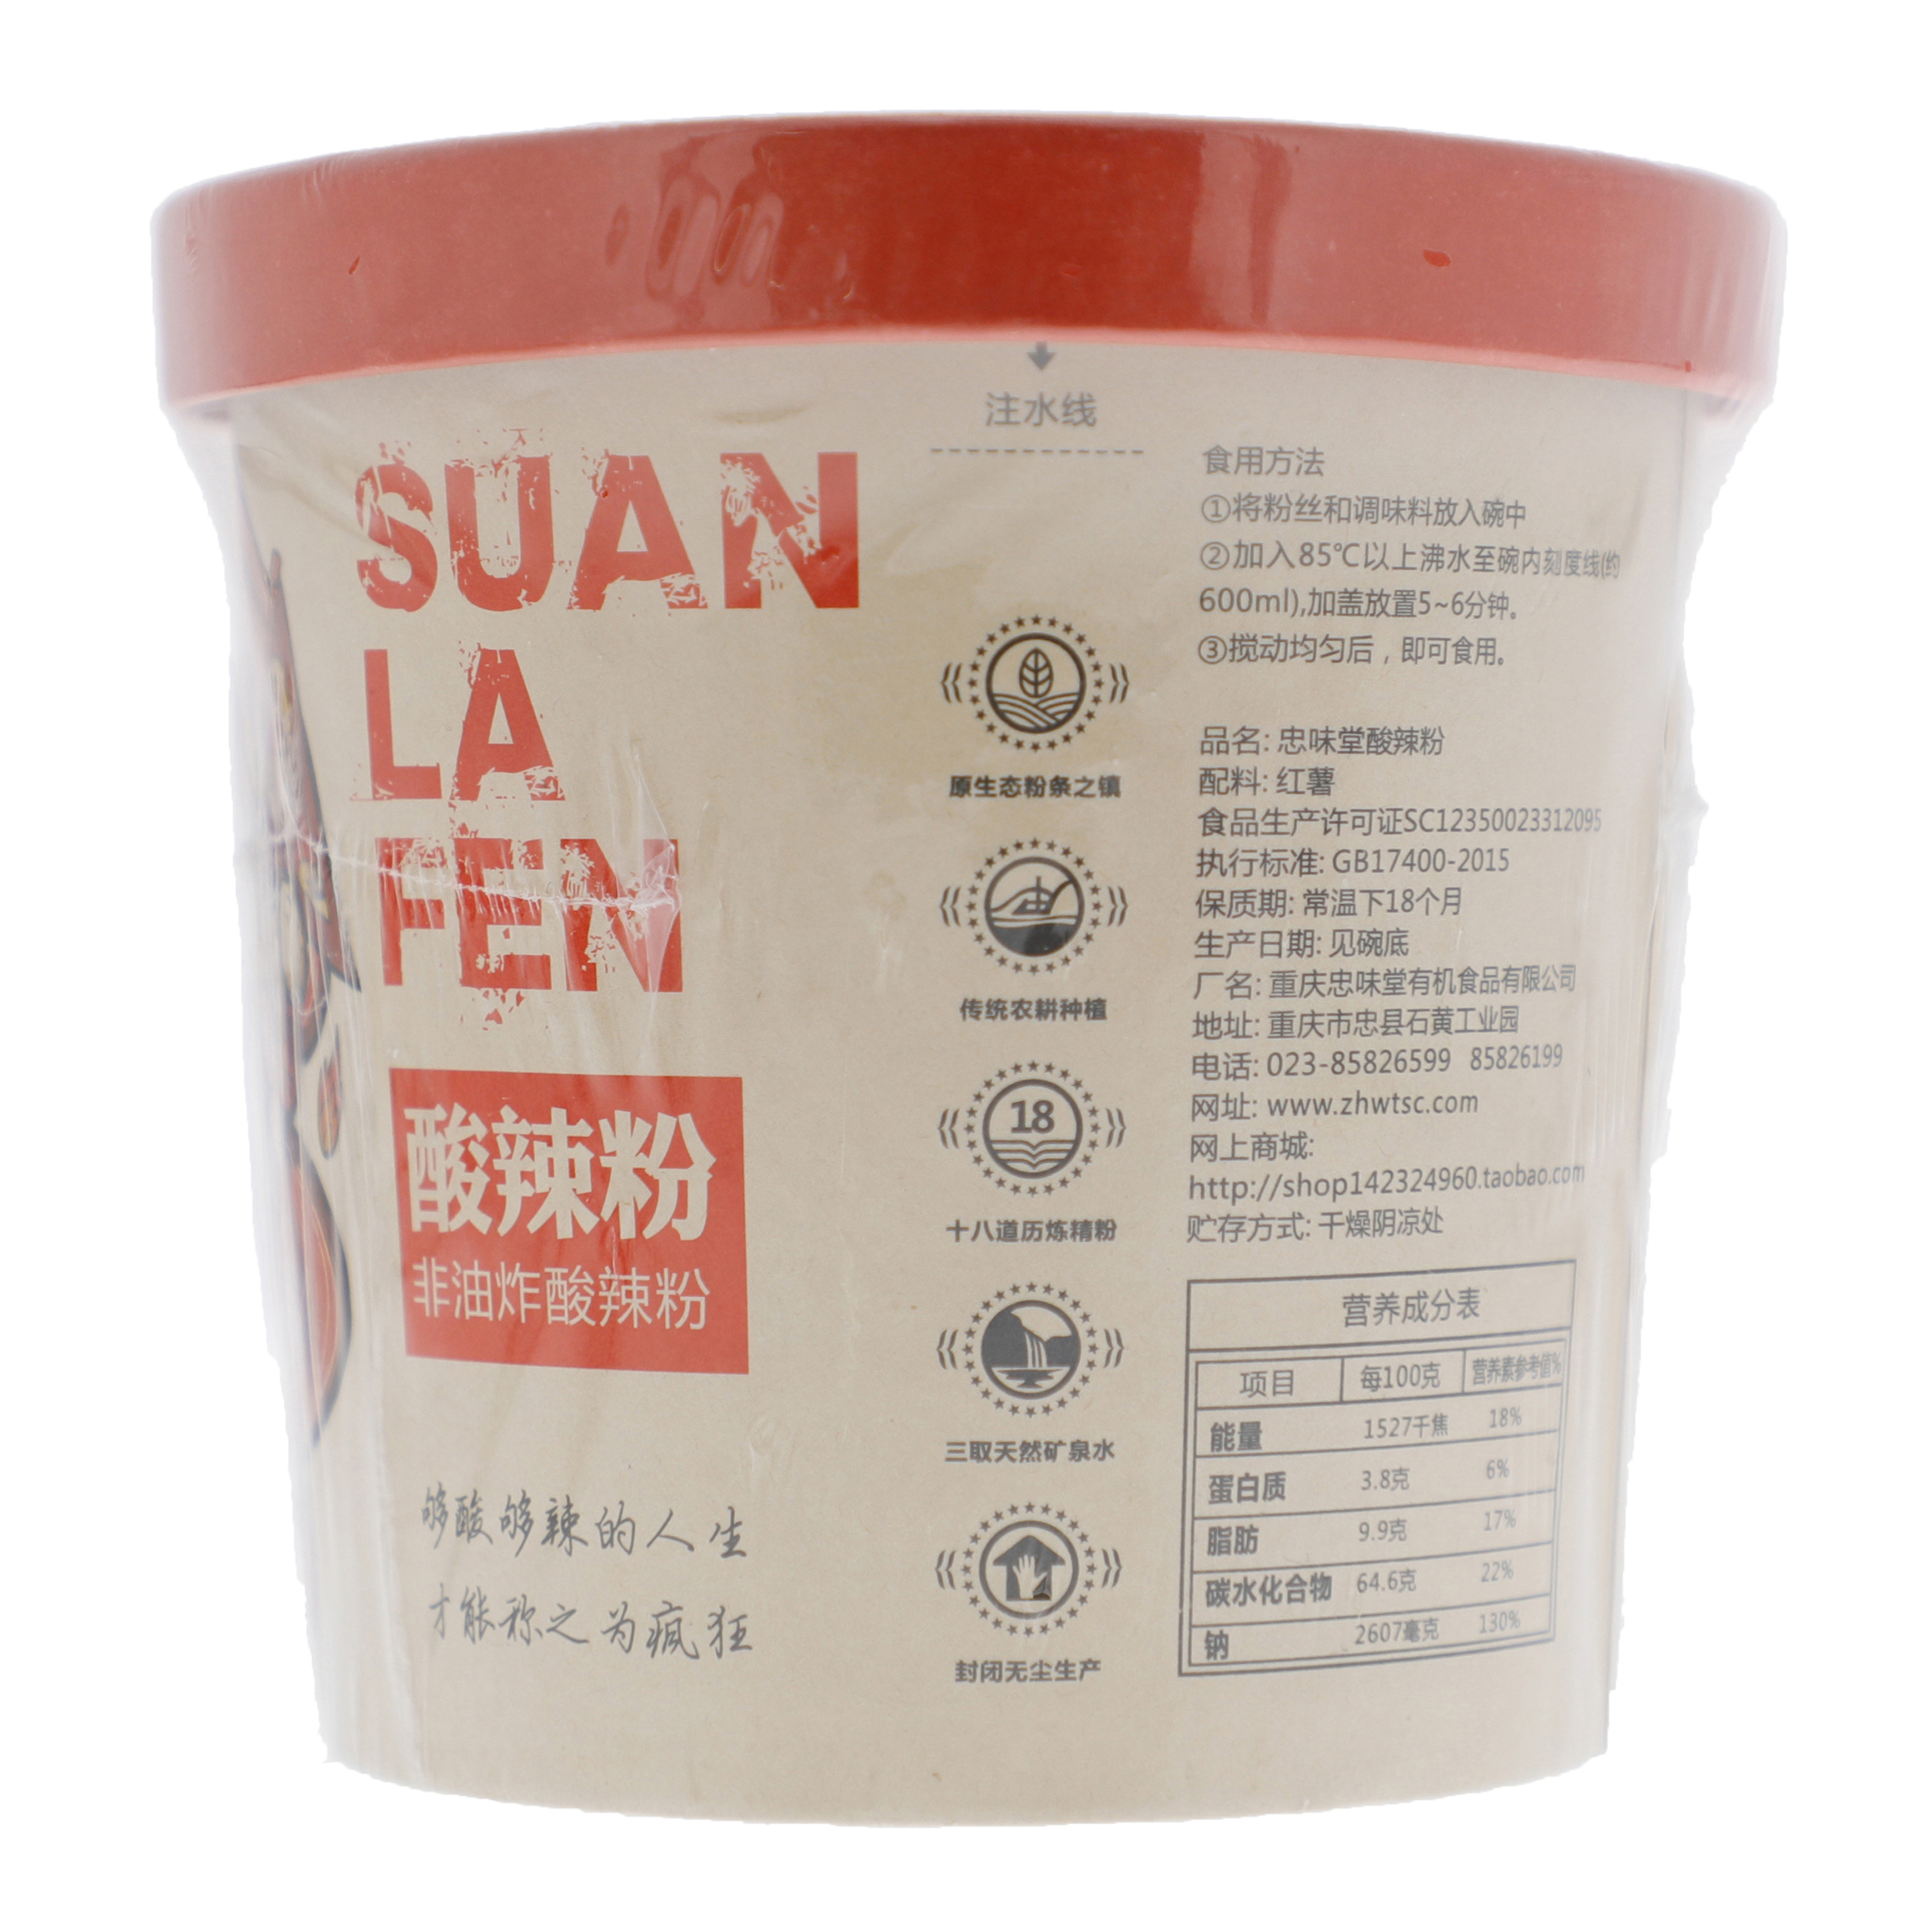 SUAN
LA
FEN
酸辣粉
非油炸酸辣粉
够酸够辣的人生
才能称之为疯狂
注水线
原生态粉条之镇
传统农耕种植
18
十八道历炼精粉
三取天然矿泉水
封闭无尘生产
食用方法
①将粉丝和调味料放入碗中
②加入85℃以上沸水至碗内刻度线(约
600ml),加盖放置5~6分钟。
③搅动均匀后，即可食用。
品名: 忠味堂酸辣粉
配料: 红薯
食品生产许可证SC12350023312095
执行标准: GB17400-2015
保质期: 常温下18个月
生产日期: 见碗底
厂名: 重庆忠味堂有机食品有限公司
地址: 重庆市忠县石黄工业园
电话: 023-85826599 85826199
网址: www.zhwtsc.com
网上商城:
http://shop142324960.taobao.com
贮存方式: 干燥阴凉处
营养成分表
项目 每100克 营养素参考值%
能量 1527千焦 18%
蛋白质 3.8克 6%
脂肪 9.9克 17%
碳水化合物 64.6克 22%
钠 2607毫克 130%